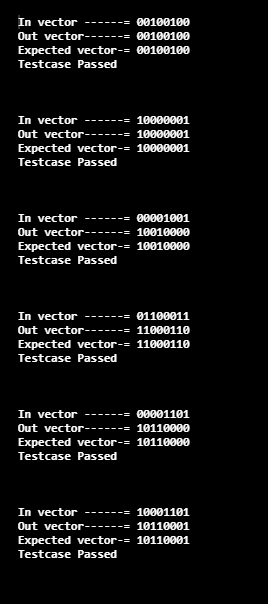 In vector ------= 00100100
Out vector------= 00100100
Expected vector-= 00100100
Testcase Passed
In vector ------= 10000001
Out vector------= 10000001
Expected vector-= 10000001
Testcase Passed
In vector ------= 00001001
Out vector------= 10010000
Expected vector-= 10010000
Testcase Passed
In vector ------= 01100011
Out vector------= 11000110
Expected vector-= 11000110
Testcase Passed
In vector ------= 00001101
Out vector------= 10110000
Expected vector-= 10110000
Testcase Passed
In vector ------= 10001101
Out vector------= 10110001
Expected vector-= 10110001
Testcase Passed